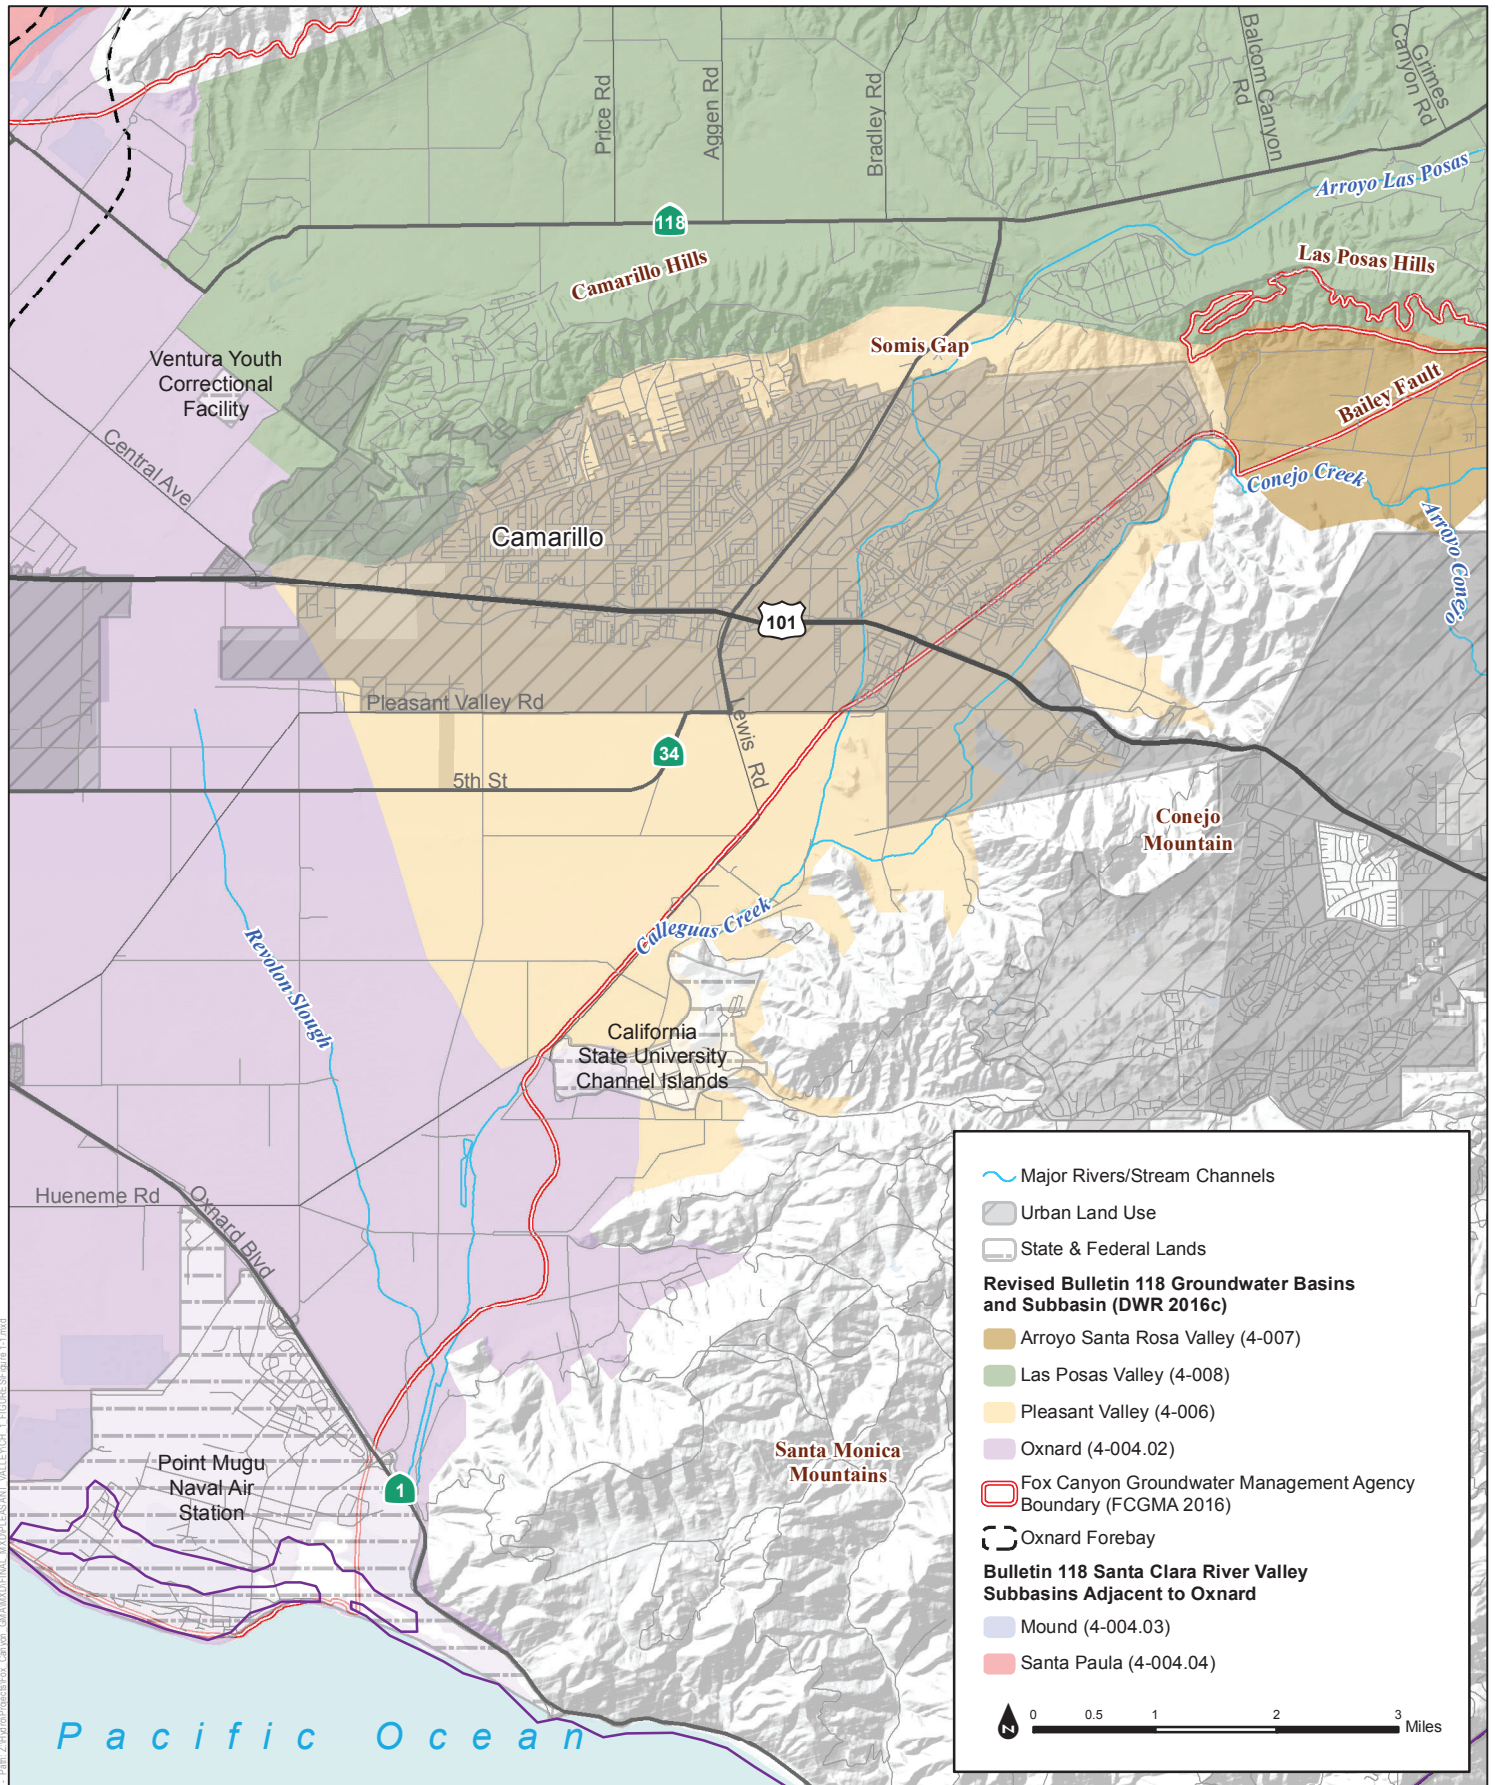 Price Rd
Aggen Rd
Bradley Rd
Balcom Canyon
Rd
Grimes
Canyon Rd
Arroyo Las Posas
118
Camarillo Hills
Las Posas Hills
Somis Gap
Ventura Youth
Correctional
Facility
Bailey Fault
Central Ave
Conejo Creek
Arroyo Conejo
Camarillo
101
Pleasant Valley Rd
Lewis Rd
34
5th St
Conejo
Mountain
Calleguas Creek
Revolon Slough
California
State University
Channel Islands
Hueneme Rd
Oxnard Blvd
Santa Monica
Mountains
Point Mugu
Naval Air
Station
1
Pacific Ocean
Major Rivers/Stream Channels
Urban Land Use
State & Federal Lands
Revised Bulletin 118 Groundwater Basins
and Subbasin (DWR 2016c)
Arroyo Santa Rosa Valley (4-007)
Las Posas Valley (4-008)
Pleasant Valley (4-006)
Oxnard (4-004.02)
Fox Canyon Groundwater Management Agency
Boundary (FCGMA 2016)
Oxnard Forebay
Bulletin 118 Santa Clara River Valley
Subbasins Adjacent to Oxnard
Mound (4-004.03)
Santa Paula (4-004.04)
N
0 0.5 1 2 3
Miles